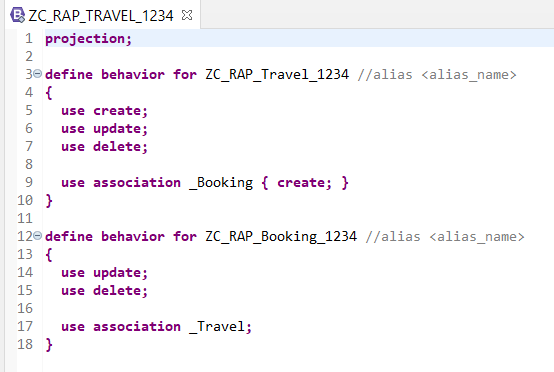 ZC_RAP_TRAVEL_1234
1 projection;
2
3 define behavior for ZC_RAP_Travel_1234 //alias <alias_name>
4 {
5 use create;
6 use update;
7 use delete;
8
9 use association _Booking { create; }
10 }
11
12 define behavior for ZC_RAP_Booking_1234 //alias <alias_name>
13 {
14 use update;
15 use delete;
16
17 use association _Travel;
18 }